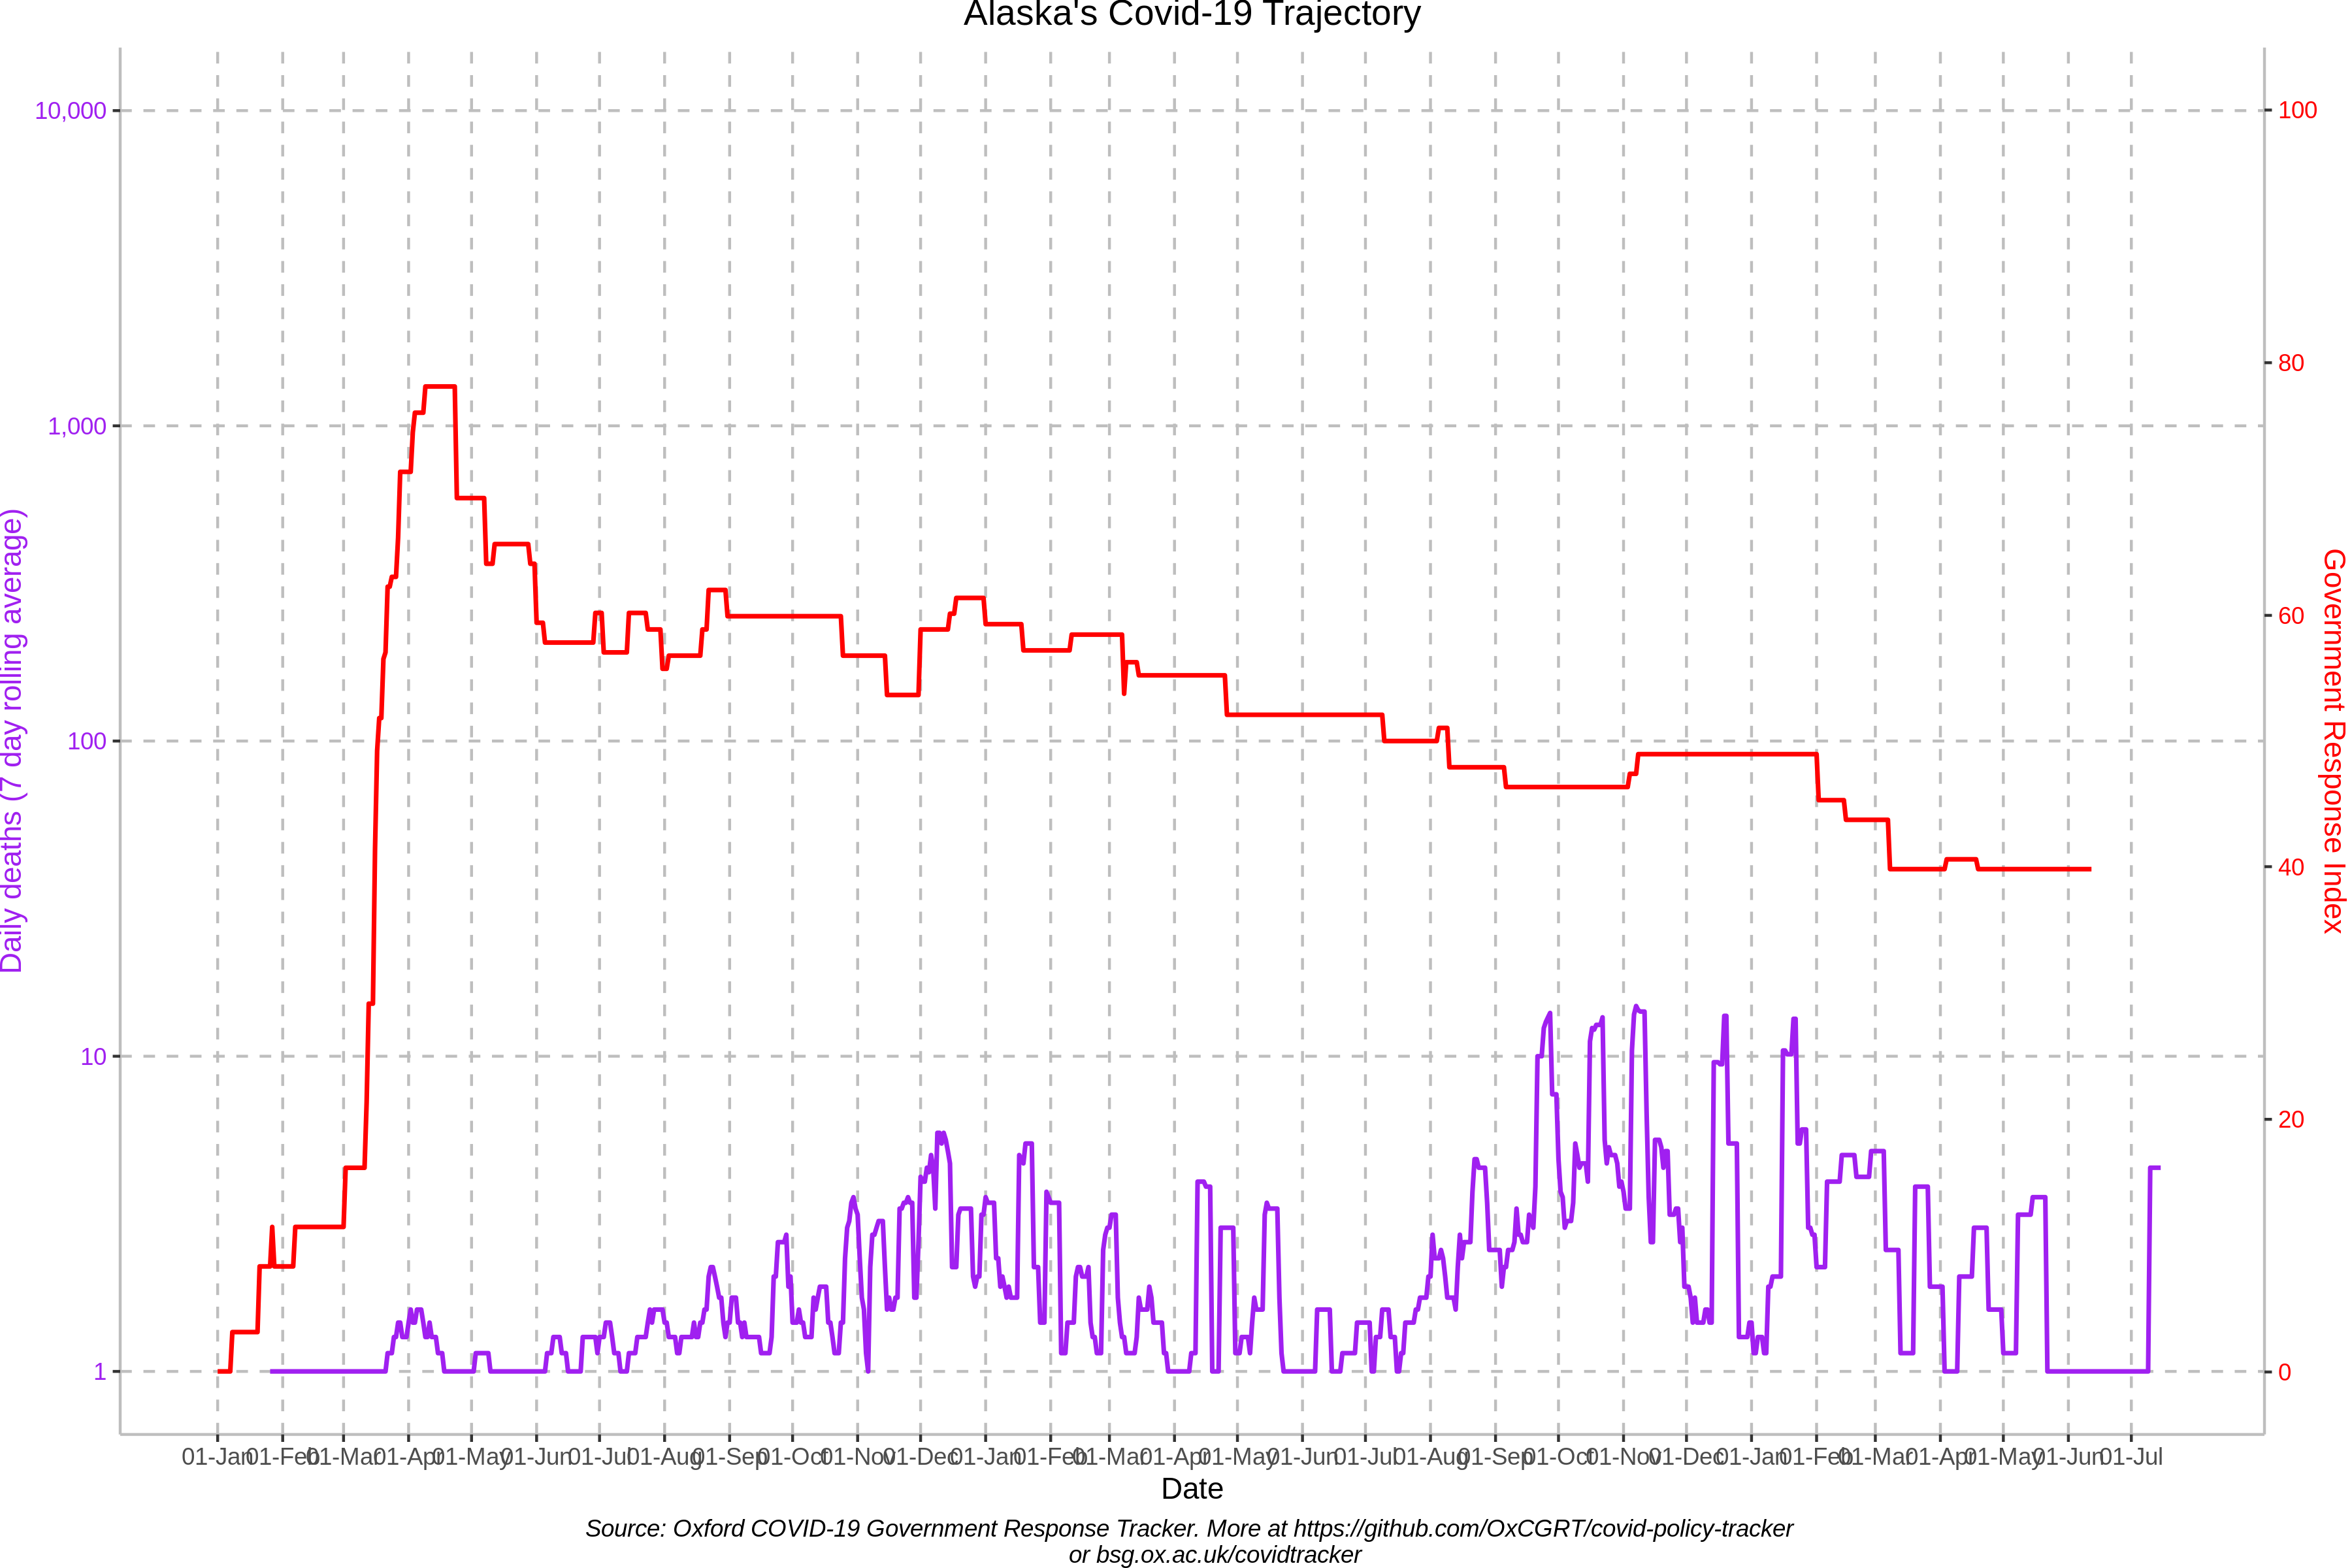 Alaska's Covid-19 Trajectory
10,000
1,000
100
10
1
Daily deaths (7 day rolling average)
100
80
60
40
20
0
Government Response Index
01-Jan 01-Feb 01-Mar 01-Apr 01-May 01-Jun 01-Jul 01-Aug 01-Sep 01-Oct 01-Nov 01-Dec 01-Jan 01-Feb 01-Mar 01-Apr 01-May 01-Jun 01-Jul 01-Aug 01-Sep 01-Oct 01-Nov 01-Dec 01-Jan 01-Feb 01-Mar 01-Apr 01-May 01-Jun 01-Jul
Date
Source: Oxford COVID-19 Government Response Tracker. More at https://github.com/OxCGRT/covid-policy-tracker
or bsg.ox.ac.uk/covidtracker